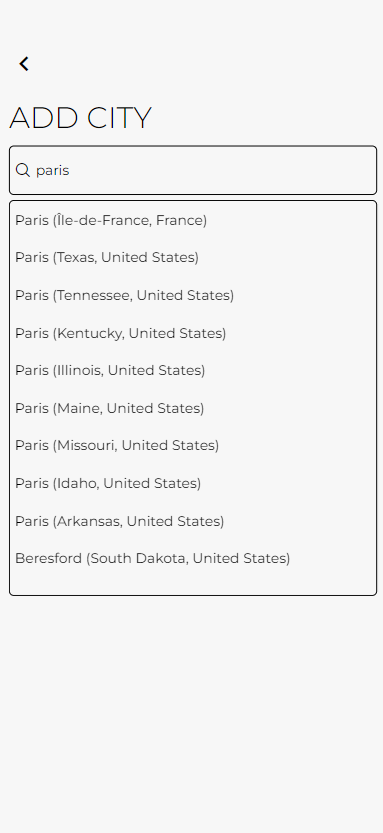 ADD CITY
paris
Paris (Île-de-France, France)
Paris (Texas, United States)
Paris (Tennessee, United States)
Paris (Kentucky, United States)
Paris (Illinois, United States)
Paris (Maine, United States)
Paris (Missouri, United States)
Paris (Idaho, United States)
Paris (Arkansas, United States)
Beresford (South Dakota, United States)